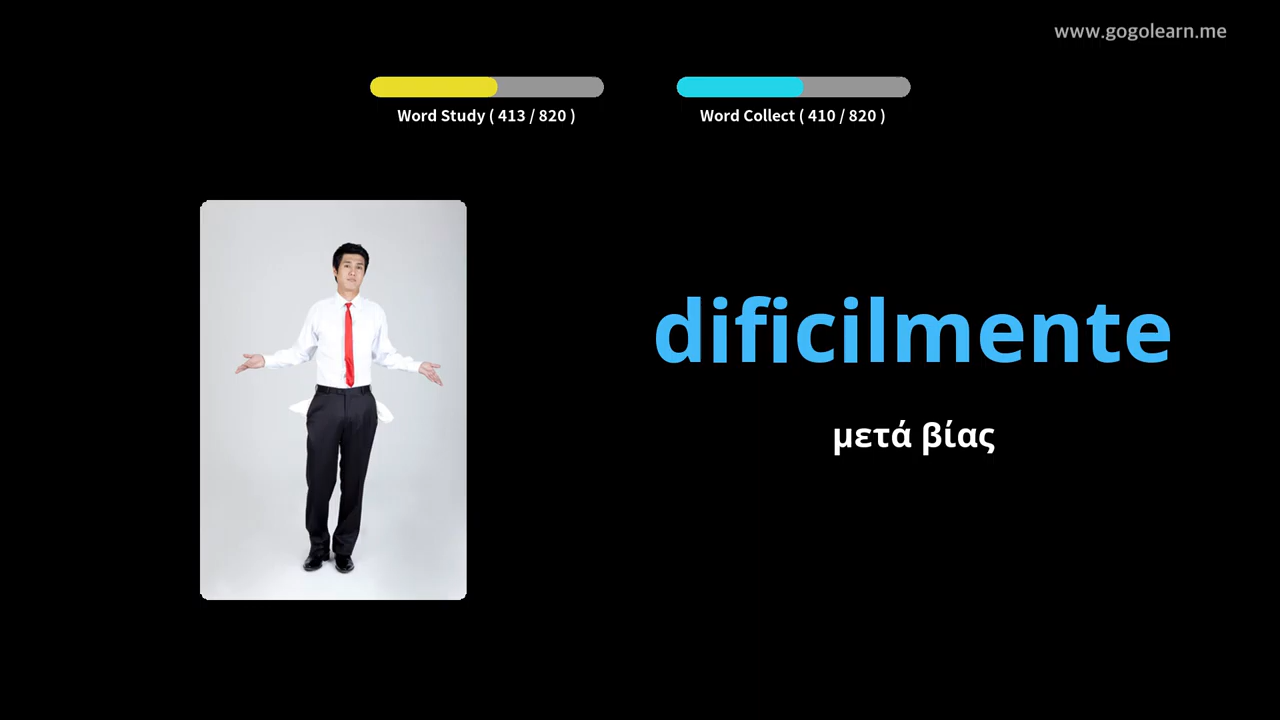 www.gogolearn.me
Word Study ( 413 / 820 )
Word Collect ( 410 / 820 )
dificilmente
μετά βίας